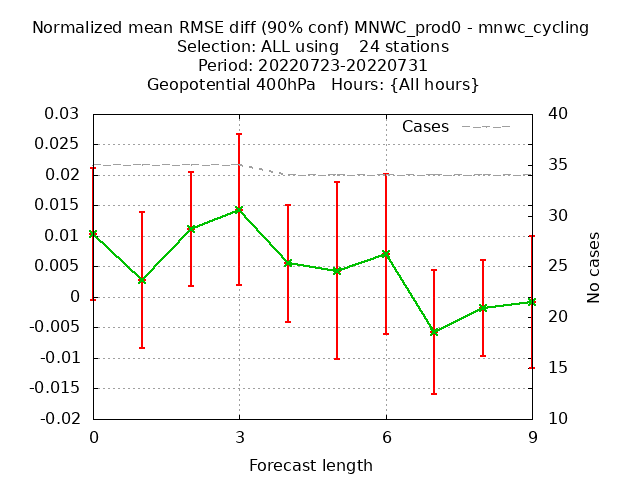 Normalized mean RMSE diff (90% conf) MNWC_prod0 - mnwc_cycling
Selection: ALL using    24 stations
Period: 20220723-20220731
Geopotential 400hPa   Hours: {All hours}
0.03
0.025
0.02
0.015
0.01
0.005
0
-0.005
-0.01
-0.015
-0.02
Cases
40
35
30
25
20
15
10
No cases
0 3 6 9
Forecast length